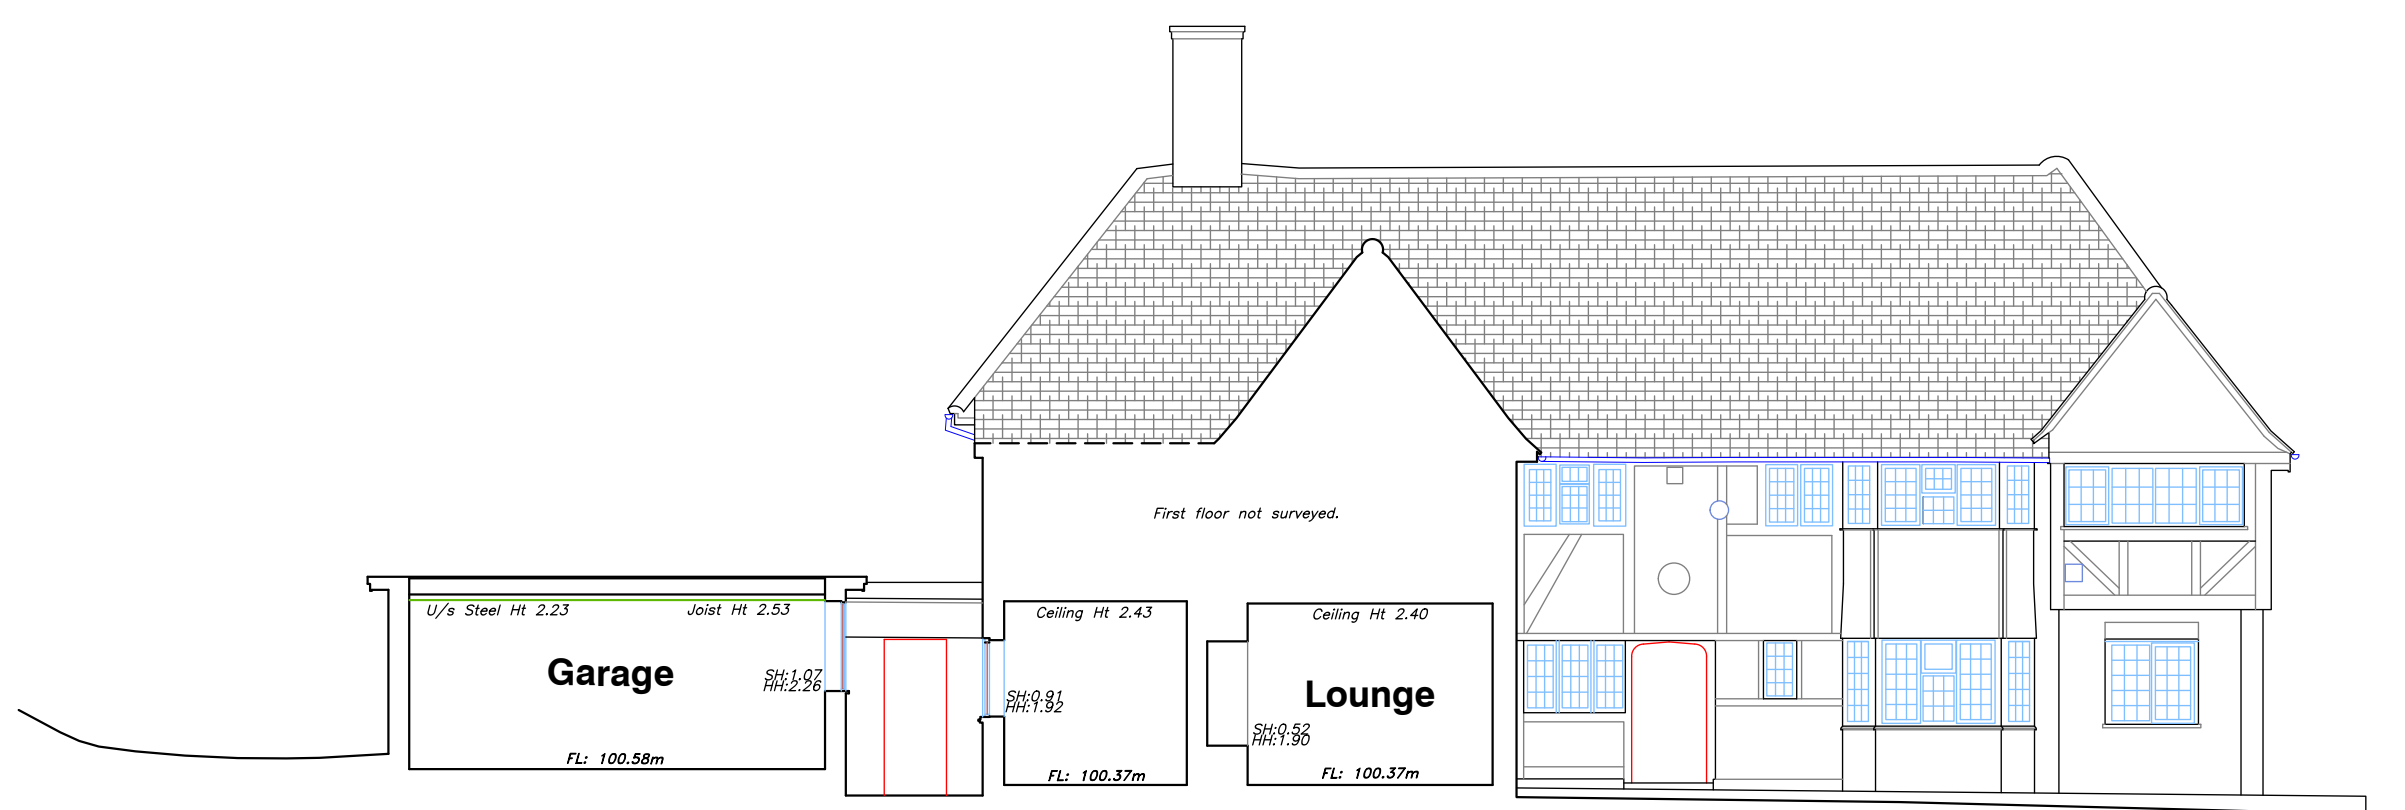 First floor not surveyed.
U/s Steel Ht 2.23
Joist Ht 2.53
Ceiling Ht 2.43
Ceiling Ht 2.40
Garage
SH:1.07
HH:2.26
SH:0.91
HH:1.92
Lounge
SH:0.52
HH:1.90
FL: 100.58m
FL: 100.37m
FL: 100.37m